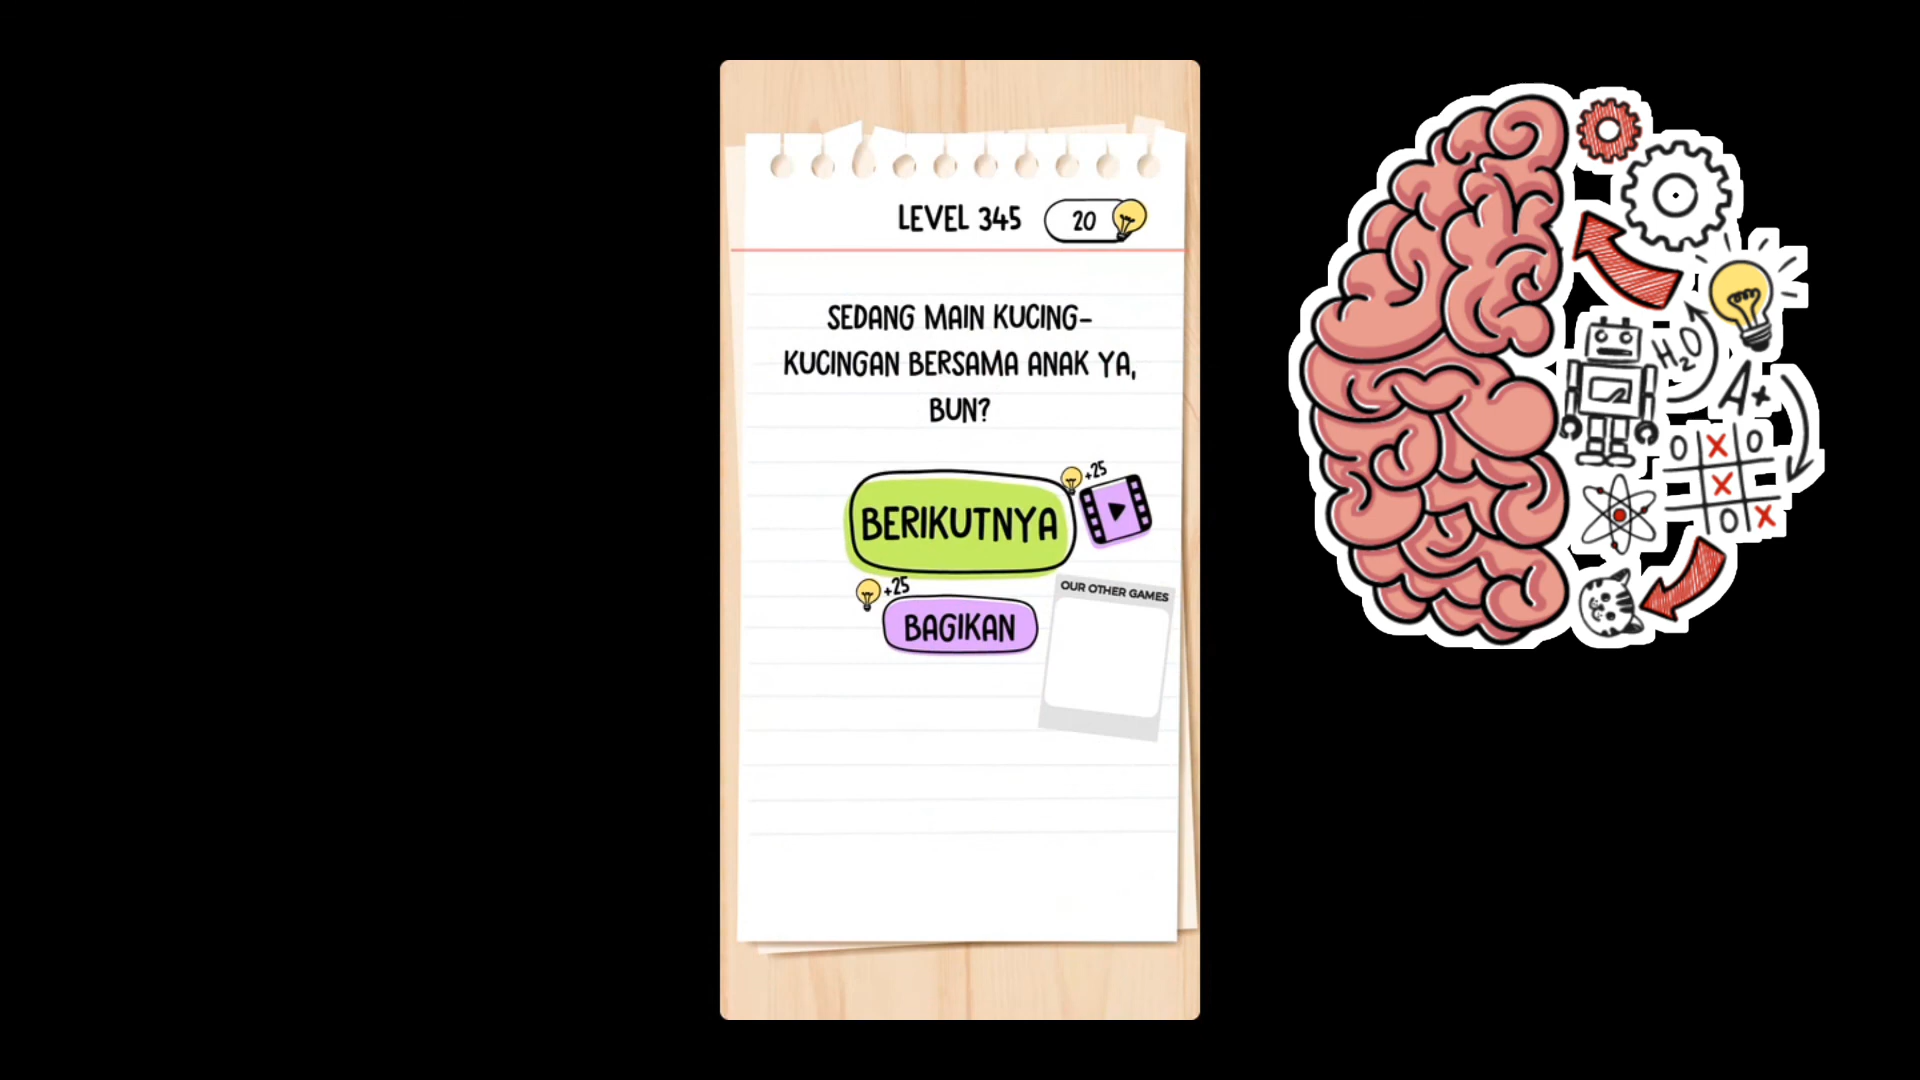 LEVEL 345
20
SEDANG MAIN KUCING-
KUCINGAN BERSAMA ANAK YA,
BUN?
+25
BERIKUTNYA
+25
BAGIKAN
OUR OTHER GAMES
H2O
A+
O X O
X
O X